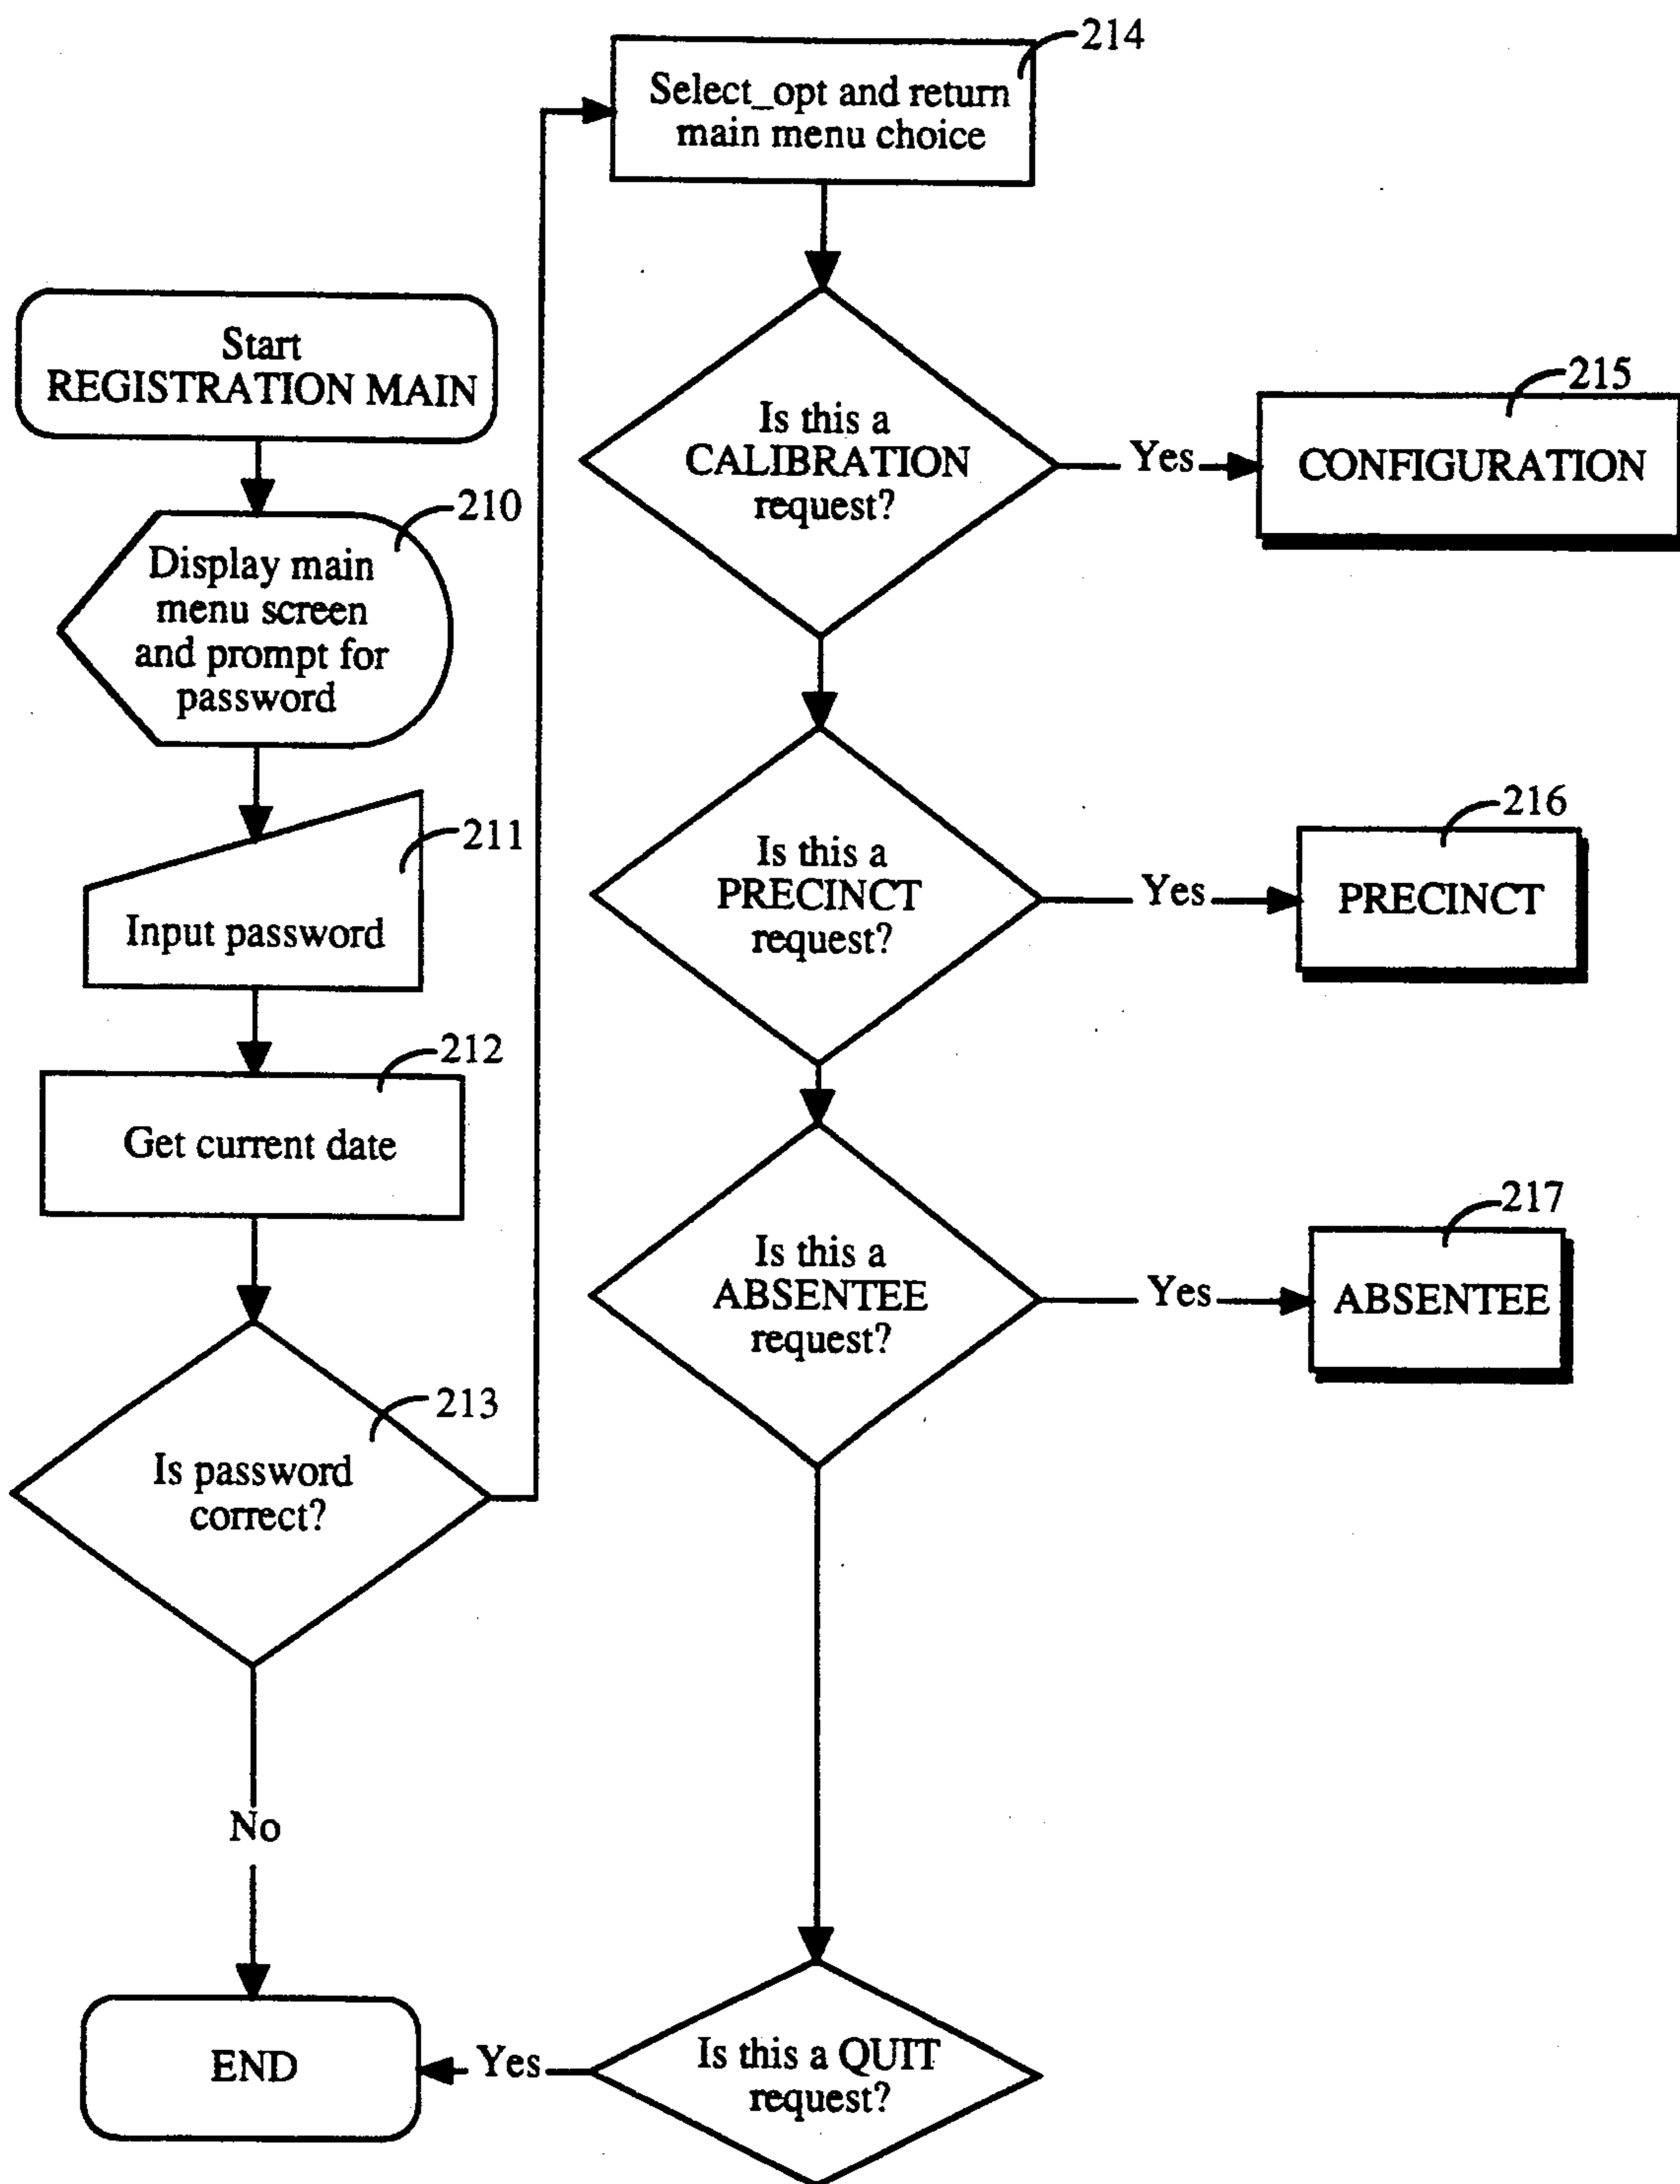 Start
REGISTRATION MAIN
210
Display main
menu screen
and prompt for
password
211
Input password
212
Get current date
213
Is password
correct?
No
END
214
Select_opt and return
main menu choice
Is this a
CALIBRATION
request?
Yes
215
CONFIGURATION
Is this a
PRECINCT
request?
Yes
216
PRECINCT
Is this a
ABSENTEE
request?
Yes
217
ABSENTEE
Is this a QUIT
request?
Yes